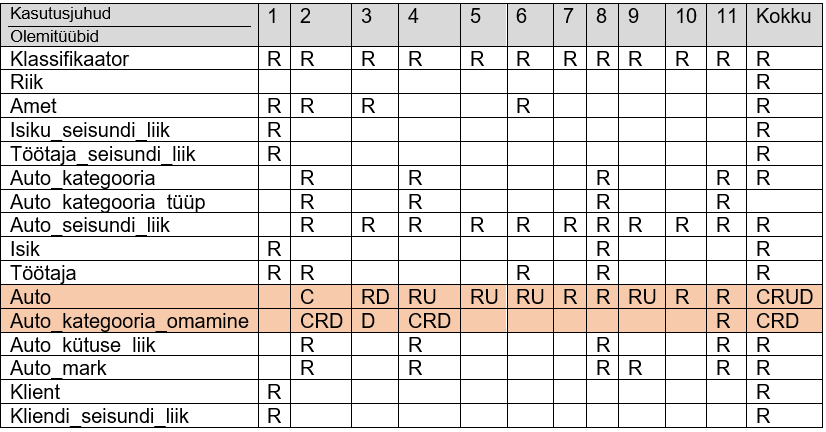 Kasutusjuhud 1 2 3 4 5 6 7 8 9 10 11 Kokku
Olemitüübid
Klassifikaator R R R R R R R R R R R R
Riik R
Amet R R R R R
Isiku_seisundi_liik R R
Töötaja_seisundi_liik R R
Auto_kategooria R R R R R
Auto_kategooria_tüüp R R R R
Auto_seisundi_liik R R R R R R R R R R R
Isik R R R
Töötaja R R R R R
Auto C RD RU RU RU R R RU R R CRUD
Auto_kategooria_omamine CRD D CRD R CRD
Auto_kütuse_liik R R R R R
Auto_mark R R R R R R
Klient R R
Kliendi_seisundi_liik R R